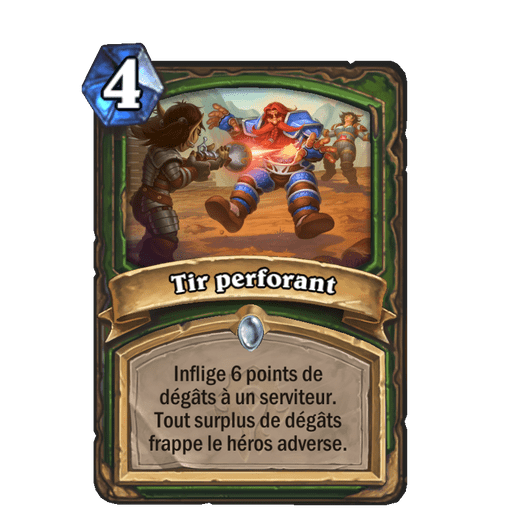 4
Tir perforant
Inflige 6 points de
dégâts à un serviteur.
Tout surplus de dégâts
frappe le héros adverse.